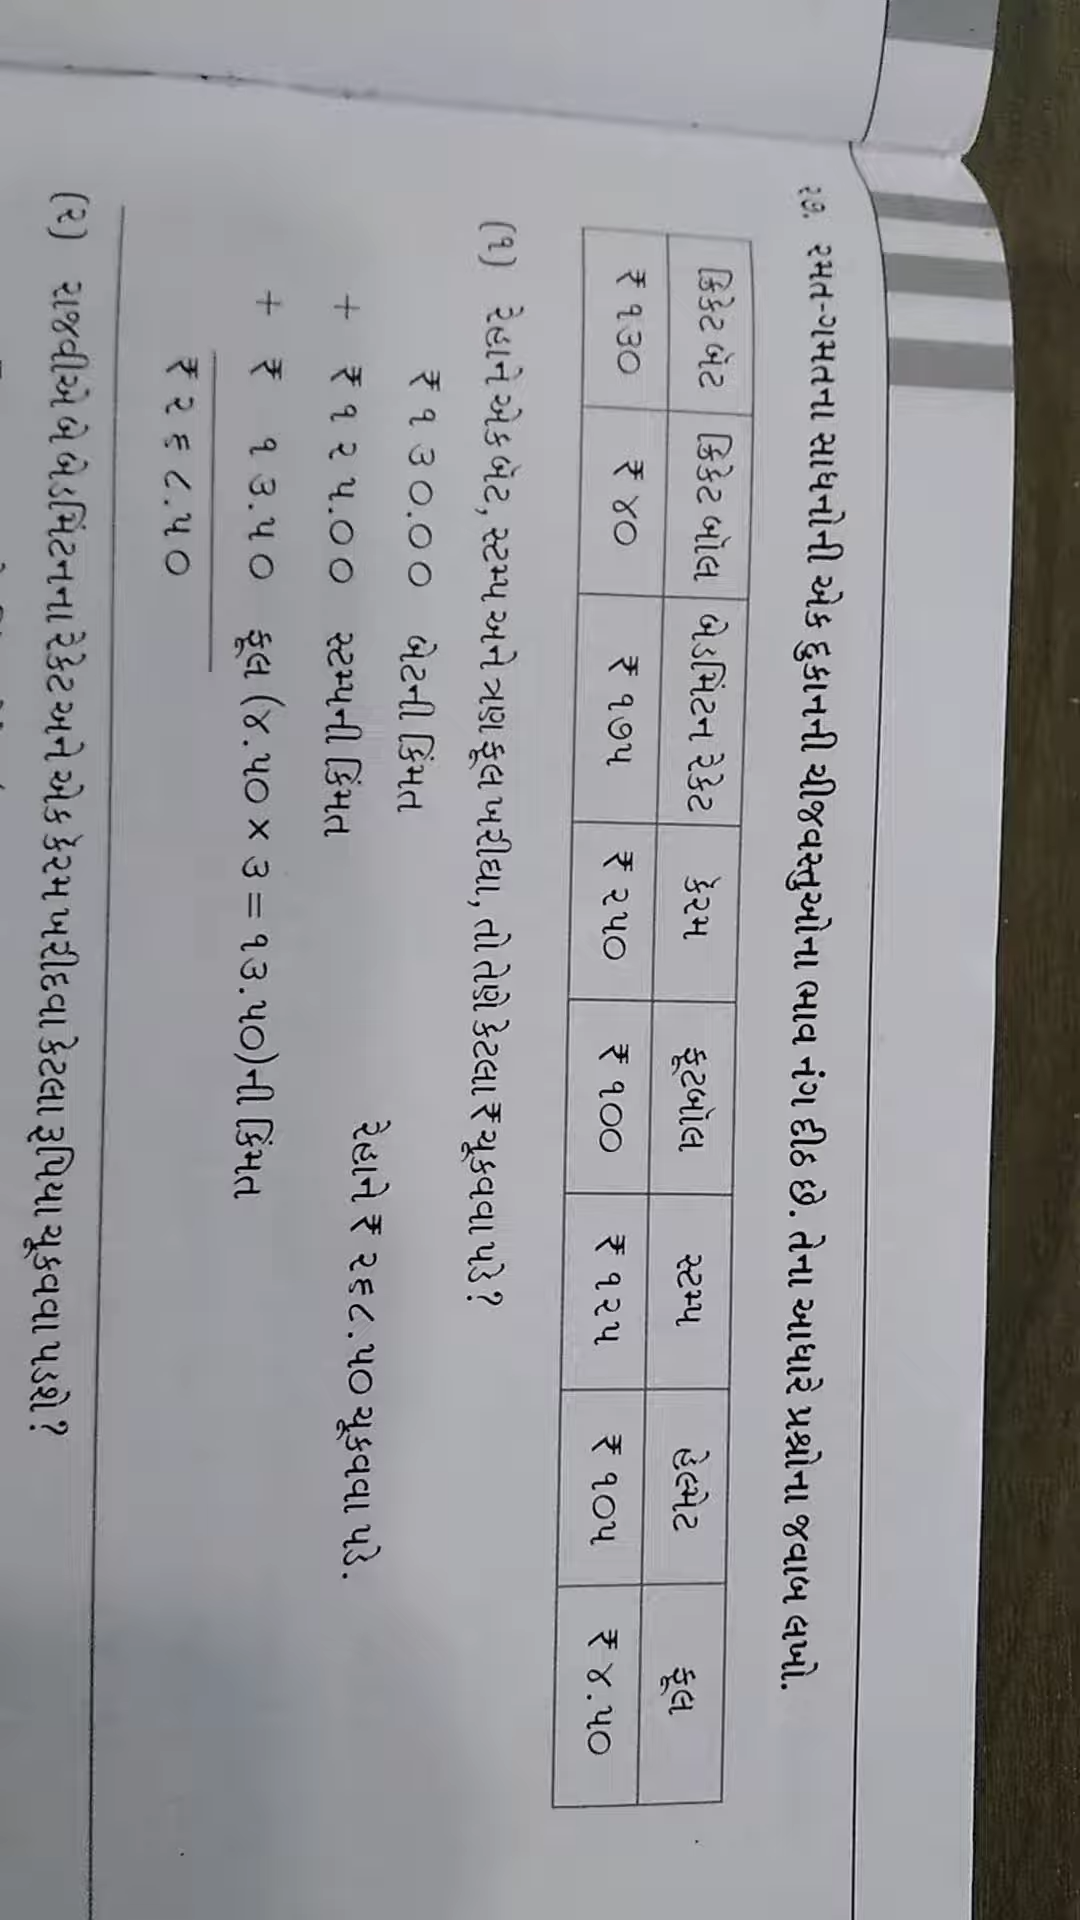 ૨૭. રમત-ગમતના સાધનોની એક દુકાનની ચીજવસ્તુઓના ભાવ નંગ દીઠ છે. તેના આધારે પ્રશ્નોના જવાબ લખો.
ક્રિકેટ બેટ ક્રિકેટ બોલ બેડમિંટન રેકેટ કેરમ ફૂટબોલ સ્ટમ્પ હેલ્મેટ ફૂલ
₹ ૧૩૦ ₹ ૪૦ ₹ ૧૭૫ ₹ ૨૫૦ ₹ ૧૦૦ ₹ ૧૨૫ ₹ ૧૦૫ ₹ ૪.૫૦
(૧) રેહાને એક બેટ, સ્ટમ્પ અને ત્રણ ફૂલ ખરીદ્યા, તો તેણે કેટલા ₹ ચૂકવવા પડે?
₹ ૧૩૦.૦૦ બેટની કિંમત
+ ₹ ૧૨૫.૦૦ સ્ટમ્પની કિંમત
રેહાને ₹ ૨૬૮.૫૦ ચૂકવવા પડે.
+ ₹ ૧૩.૫૦ ફૂલ (૪.૫૦ × ૩ = ૧૩.૫૦)ની કિંમત
₹ ૨૬૮.૫૦
(૨) રાજવીએ બે બેડમિંટનના રેકેટ અને એક કેરમ ખરીદવા કેટલા રૂપિયા ચૂકવવા પડશે?